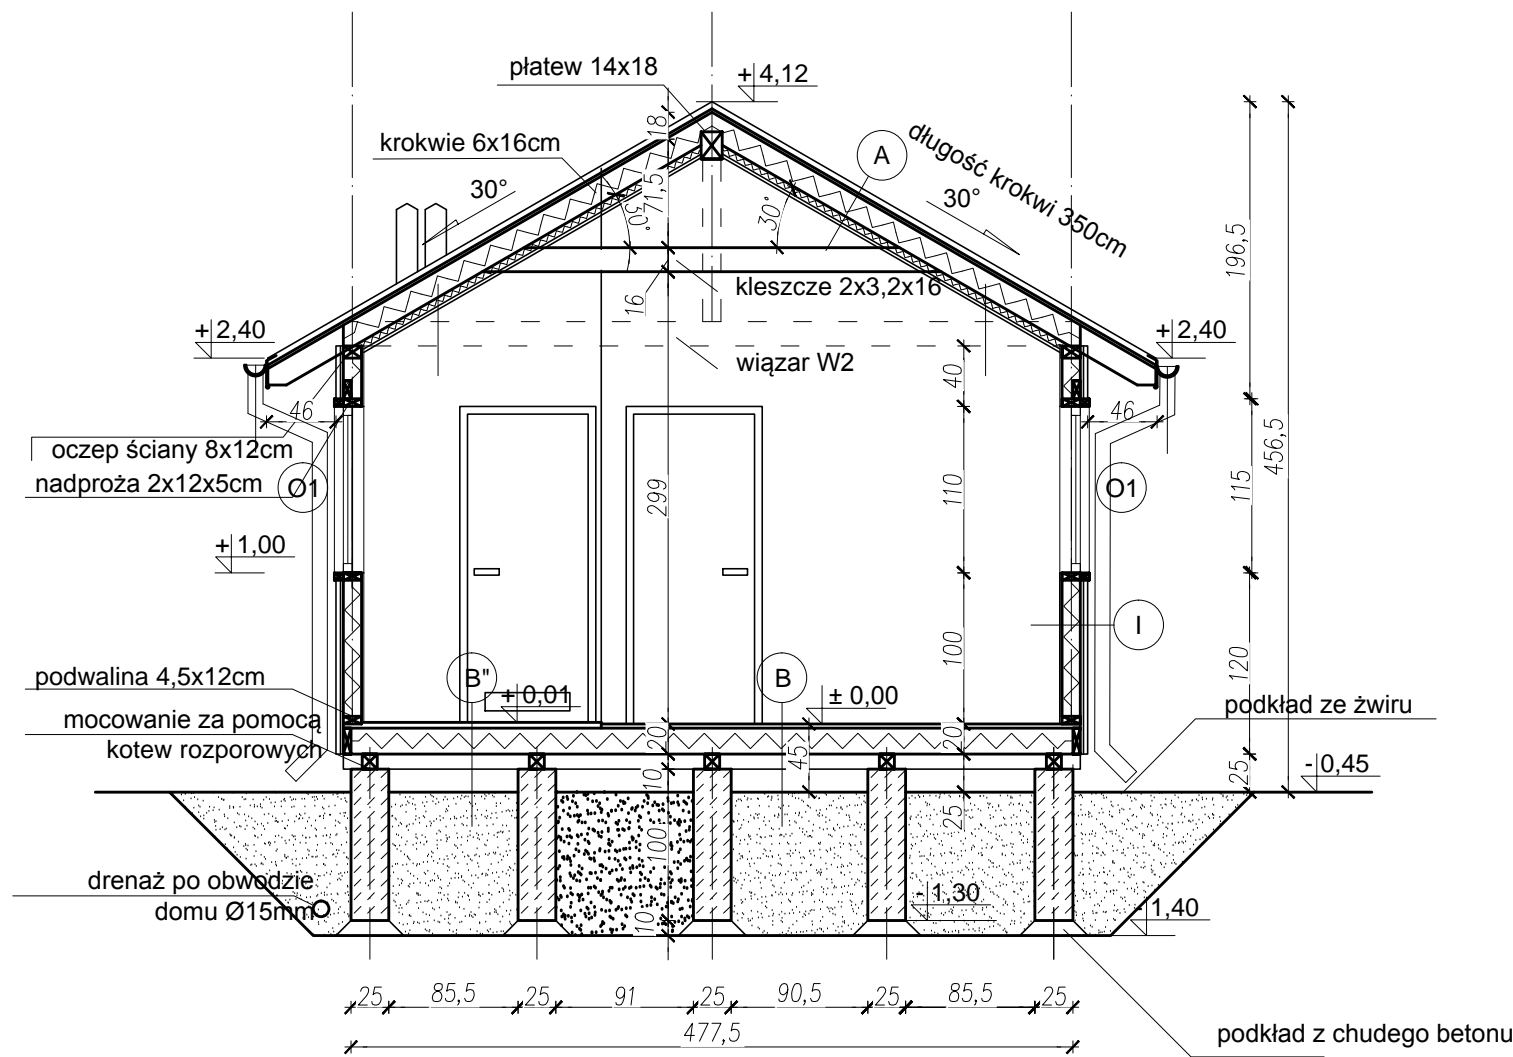 płatew 14x18
+ 4,12
krokwie 6x16cm
18
A
długość krokwi 350cm
30°
71,5
30°
30°
30°
196,5
kleszcze 2x3,2x16
16
+ 2,40
+ 2,40
wiązar W2
40
46
46
456,5
oczep ściany 8x12cm
nadproża 2x12x5cm
O1
O1
299
110
115
+ 1,00
I
100
120
podwalina 4,5x12cm
B"
B
+ 0,01
± 0,00
podkład ze żwiru
mocowanie za pomocą
kotew rozporowych
20
20
45
10
25
- 0,45
25
100
drenaż po obwodzie
domu Ø15mm
- 1,30
- 1,40
10
25
85,5
25
91
25
90,5
25
85,5
25
477,5
podkład z chudego betonu